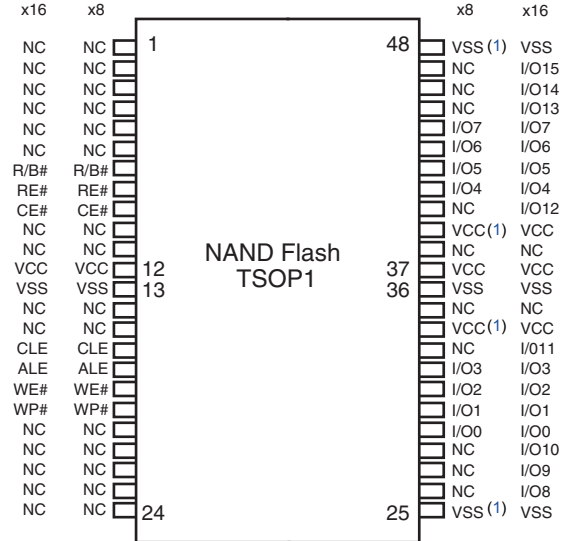 x16 x8 x8 x16
NC NC 1 48 VSS (1) VSS
NC NC NC I/O15
NC NC NC I/O14
NC NC NC I/O13
NC NC I/O7 I/O7
NC NC I/O6 I/O6
R/B# R/B# I/O5 I/O5
RE# RE# I/O4 I/O4
CE# CE# NC I/O12
NC NC VCC (1) VCC
NC NC NAND Flash NC NC
VCC VCC 12 TSOP1 37 VCC VCC
VSS VSS 13 36 VSS VSS
NC NC NC NC
NC NC VCC (1) VCC
CLE CLE NC I/011
ALE ALE I/O3 I/O3
WE# WE# I/O2 I/O2
WP# WP# I/O1 I/O1
NC NC I/O0 I/O0
NC NC NC I/O10
NC NC NC I/O9
NC NC NC I/O8
NC NC 24 25 VSS (1) VSS